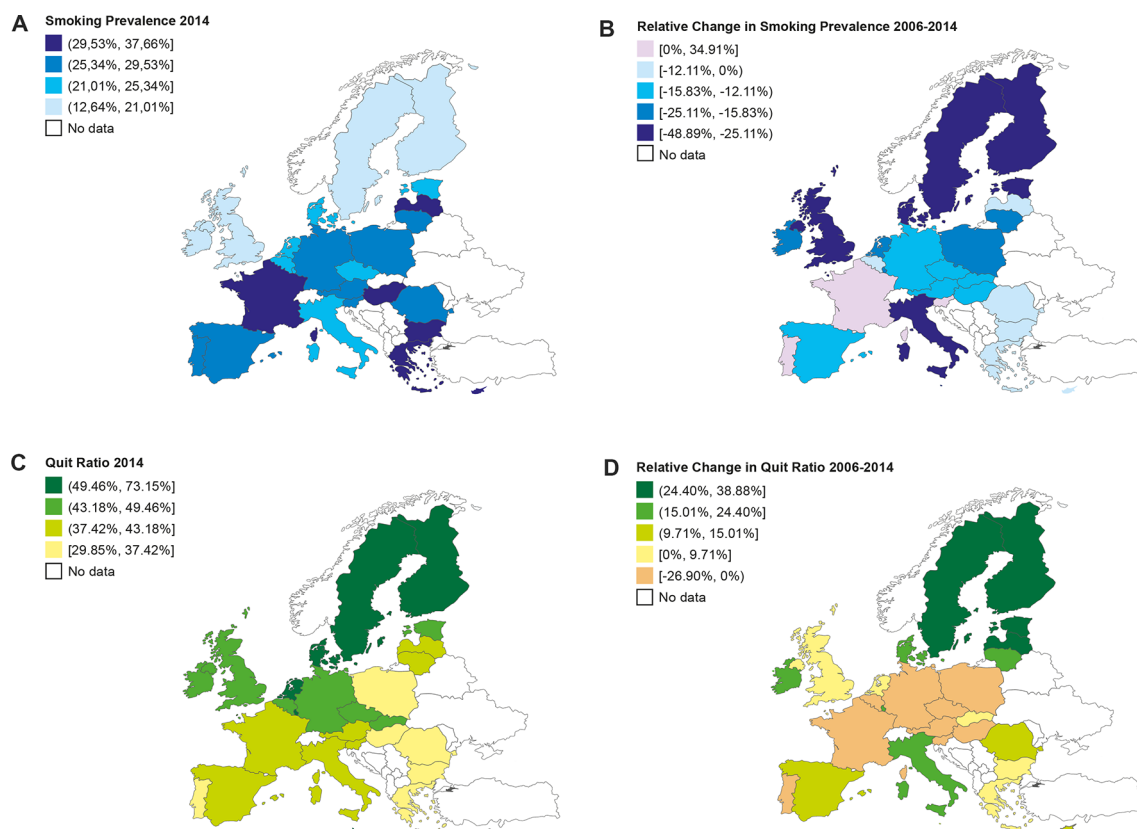 A
Smoking Prevalence 2014
(29,53%, 37,66%]
(25,34%, 29,53%]
(21,01%, 25,34%]
(12,64%, 21,01%]
No data
B
Relative Change in Smoking Prevalence 2006-2014
[0%, 34.91%]
[-12.11%, 0%)
[-15.83%, -12.11%)
[-25.11%, -15.83%)
[-48.89%, -25.11%)
No data
C
Quit Ratio 2014
(49.46%, 73.15%]
(43.18%, 49.46%]
(37.42%, 43.18%]
[29.85%, 37.42%]
No data
D
Relative Change in Quit Ratio 2006-2014
(24.40%, 38.88%]
(15.01%, 24.40%]
(9.71%, 15.01%]
[0%, 9.71%]
[-26.90%, 0%)
No data